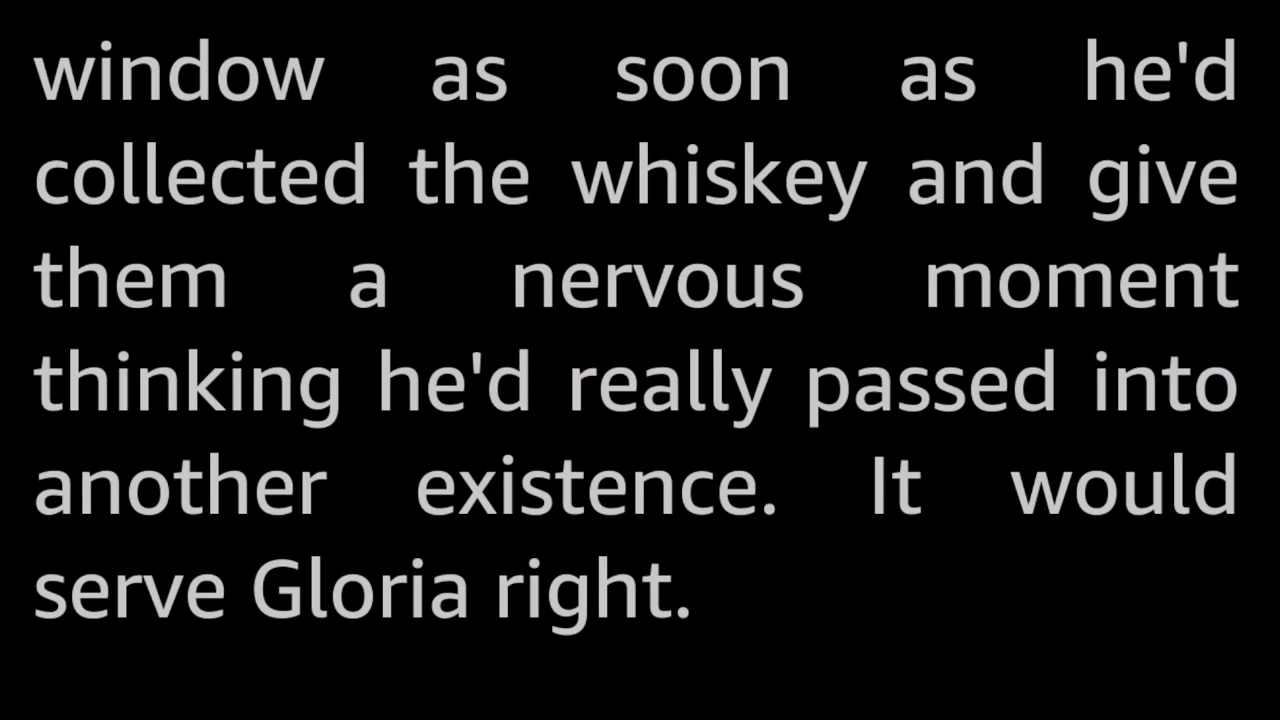 window as soon as he'd
collected the whiskey and give
them a nervous moment
thinking he'd really passed into
another existence. It would
serve Gloria right.